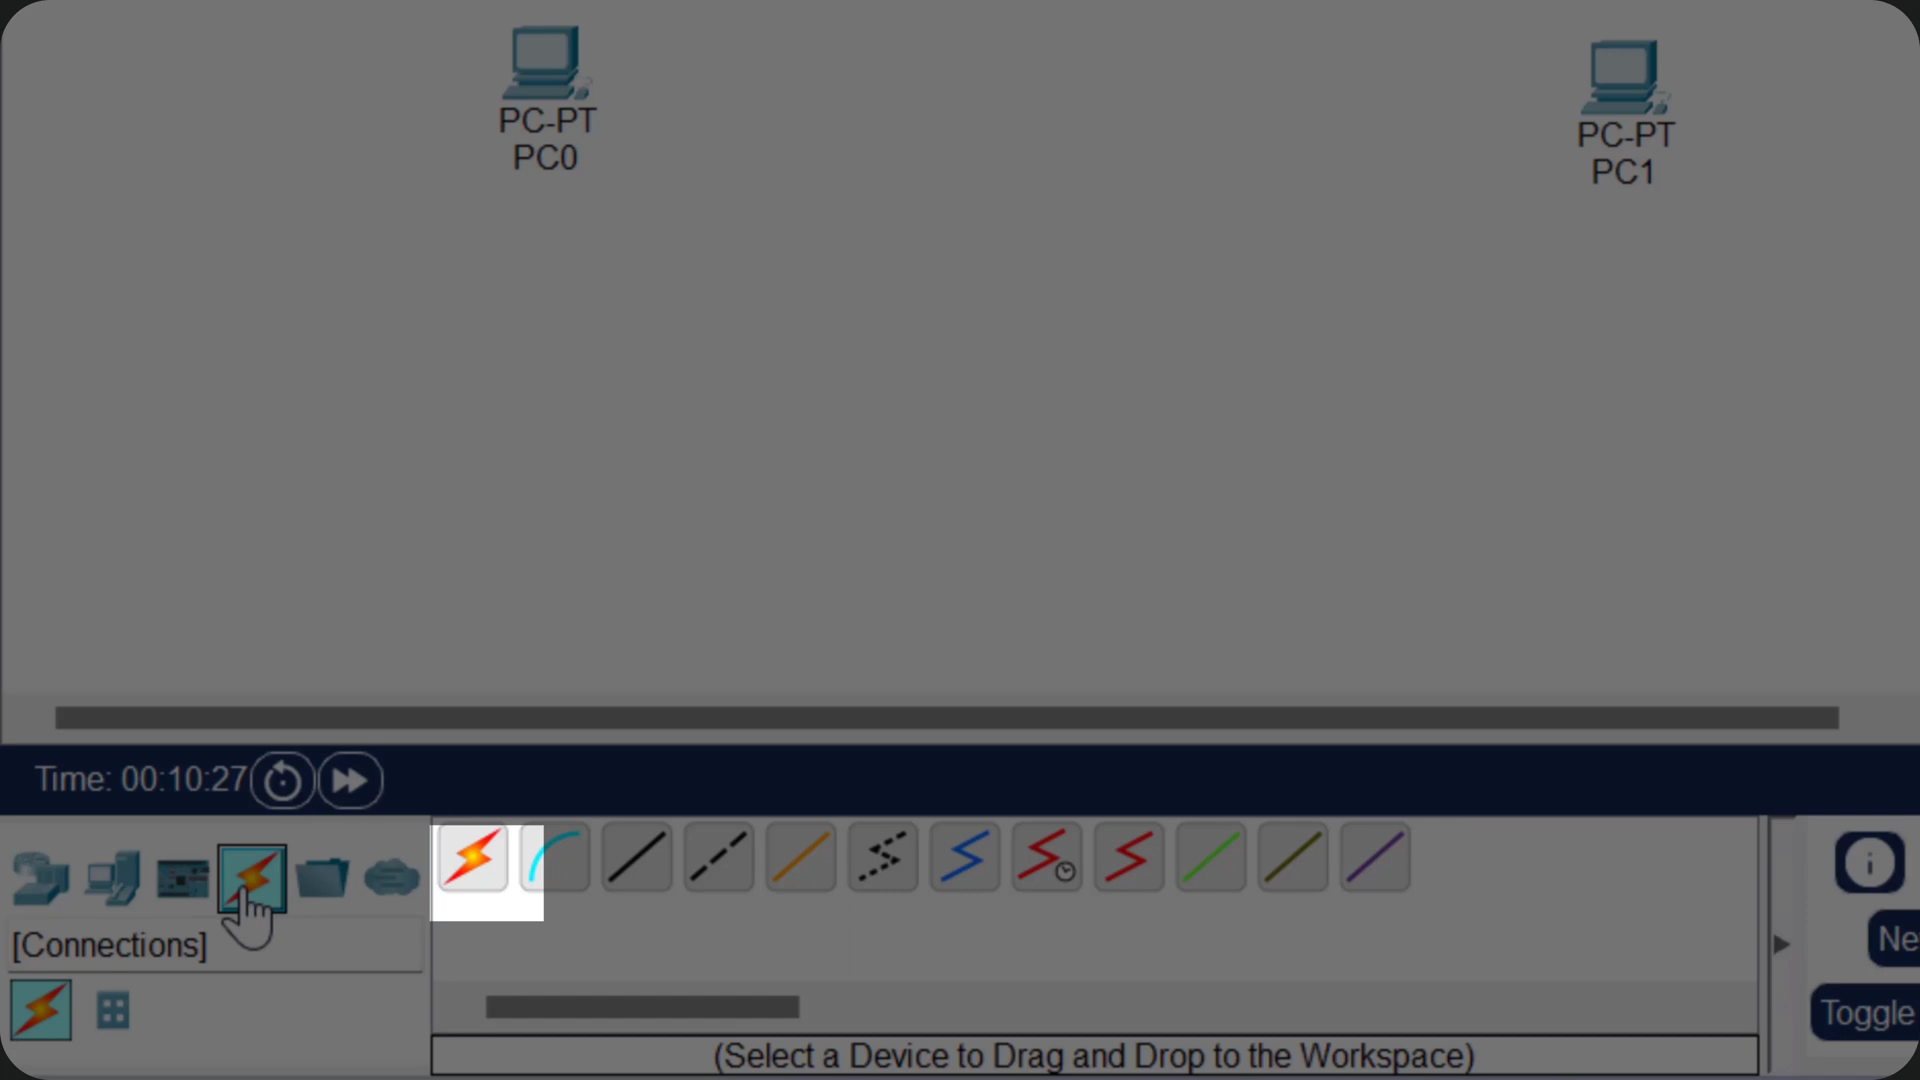 PC-PT
PC0
PC-PT
PC1
Time: 00:10:27
[Connections]
i
Ne
Toggle
(Select a Device to Drag and Drop to the Workspace)